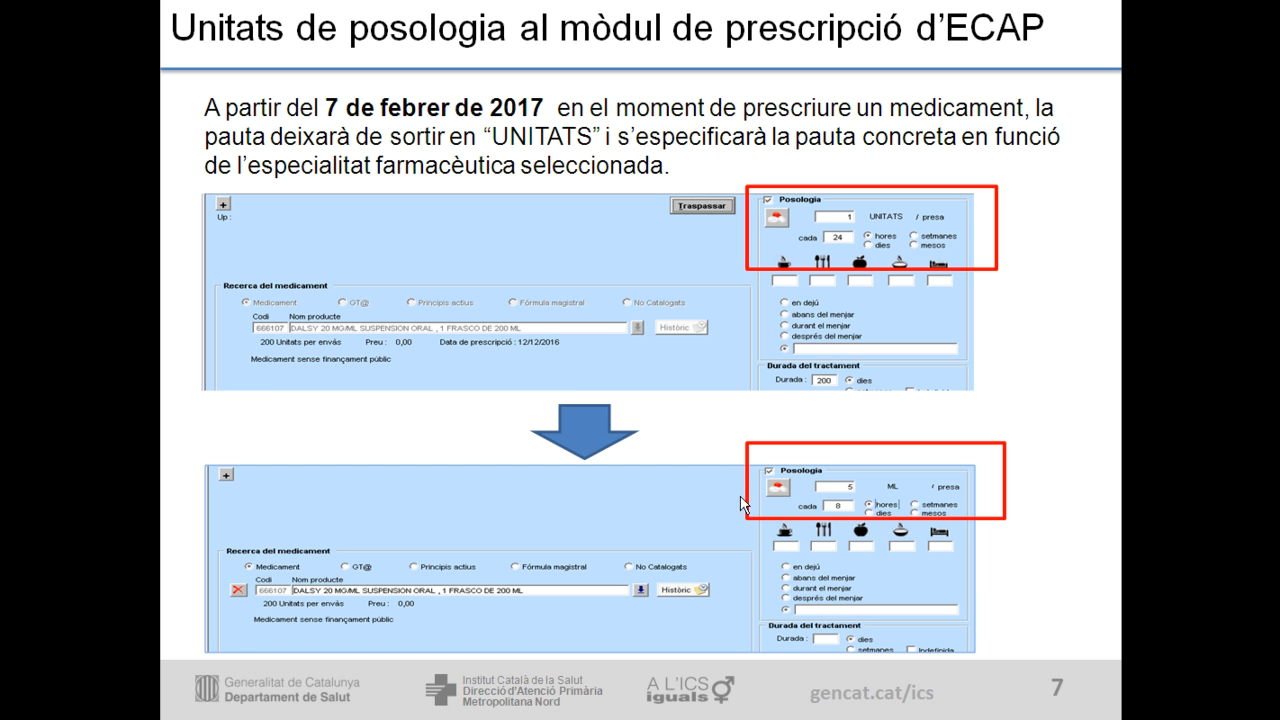 Unitats de posologia al mòdul de prescripció d'ECAP
A partir del 7 de febrer de 2017 en el moment de prescriure un medicament, la
pauta deixarà de sortir en “UNITATS” i s'especificarà la pauta concreta en funció
de l'especialitat farmacèutica seleccionada.
+
Up :
Traspassar
Posologia
1 UNITATS / presa
cada 24 hores setmanes
dies mesos
Recerca del medicament
Medicament GT@ Principis actius Fórmula magistral No Catalogats
Codi Nom producte
666107 DALSY 20 MG/ML SUSPENSION ORAL , 1 FRASCO DE 200 ML Històric
200 Unitats per envàs Preu : 0,00 Data de prescripció : 12/12/2016
Medicament sense finançament públic
en dejú
abans del menjar
durant el menjar
després del menjar
Durada del tractament
Durada : 200 dies
+
Posologia
5 ML / presa
cada 8 hores setmanes
dies mesos
Recerca del medicament
Medicament GT@ Principis actius Fórmula magistral No Catalogats
Codi Nom producte
666107 DALSY 20 MG/ML SUSPENSION ORAL , 1 FRASCO DE 200 ML Històric
200 Unitats per envàs Preu : 0,00
Medicament sense finançament públic
en dejú
abans del menjar
durant el menjar
després del menjar
Durada del tractament
Durada : dies
setmanes Indefinida
Generalitat de Catalunya
Departament de Salut
Institut Català de la Salut
Direcció d'Atenció Primària
Metropolitana Nord
A L'ICS
iguals
gencat.cat/ics
7